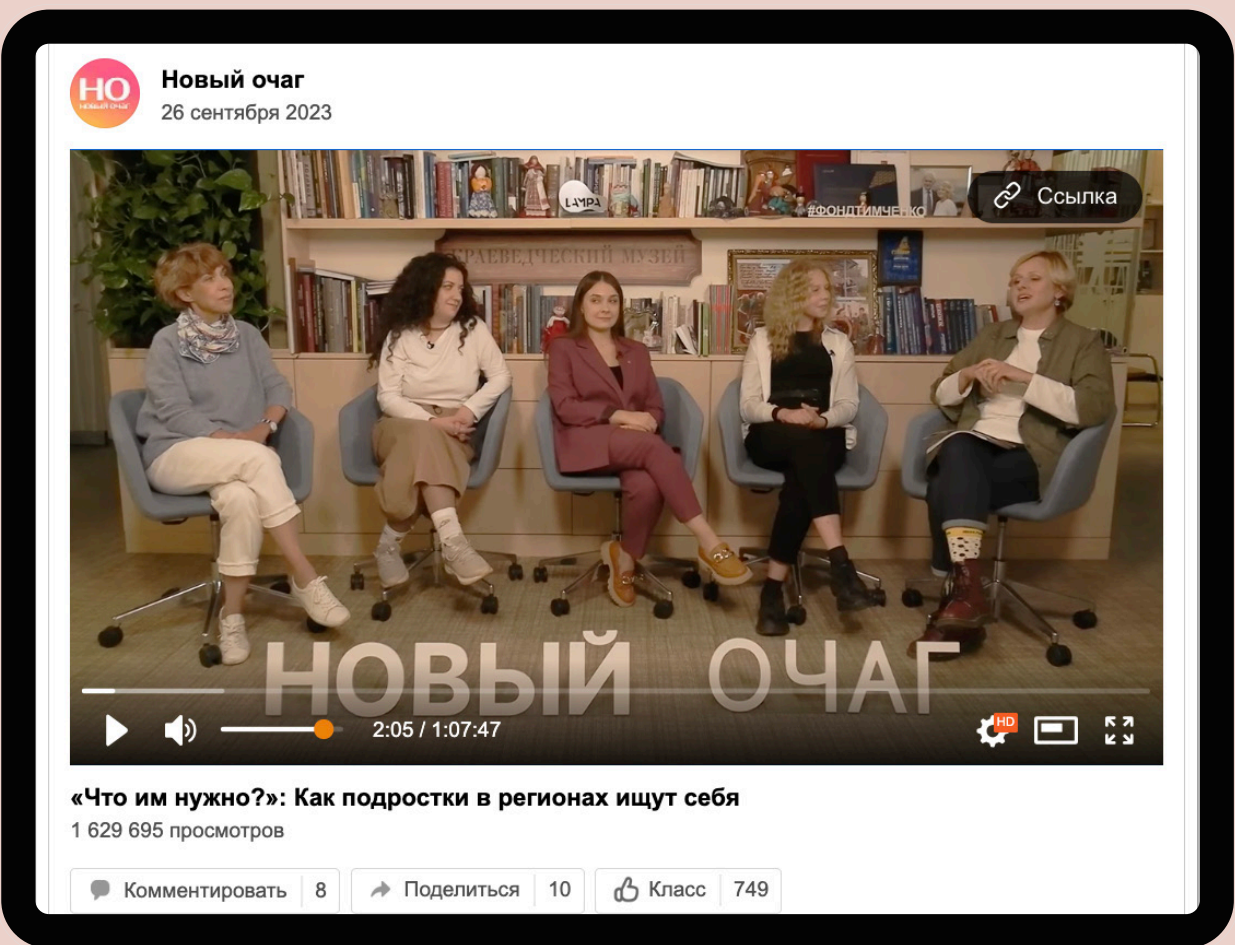 НО
НОВЫЙ ОЧАГ
Новый очаг
26 сентября 2023
LAMPA
#ФОНДТИМЧЕНКО
Ссылка
КРАЕВЕДЧЕСКИЙ МУЗЕЙ
НОВЫЙ ОЧАГ
2:05 / 1:07:47
HD
«Что им нужно?»: Как подростки в регионах ищут себя
1 629 695 просмотров
Комментировать 8
Поделиться 10
Класс 749